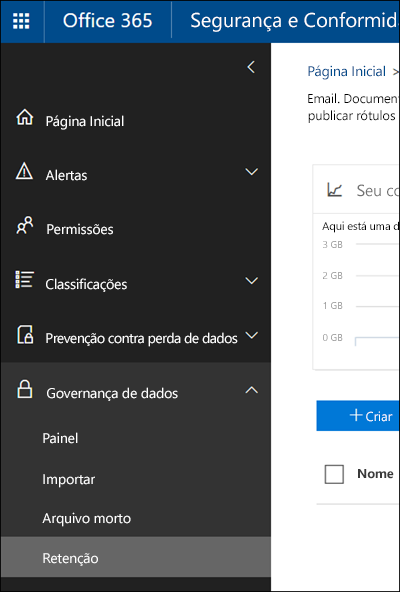 Office 365
Segurança e Conformid
Página Inicial
Alertas
Permissões
Classificações
Prevenção contra perda de dados
Governança de dados
Painel
Importar
Arquivo morto
Retenção
Página Inicial >
Email. Document
publicar rótulos
Seu co
Aqui está uma d
3 GB
2 GB
1 GB
0 GB
+ Criar
Nome